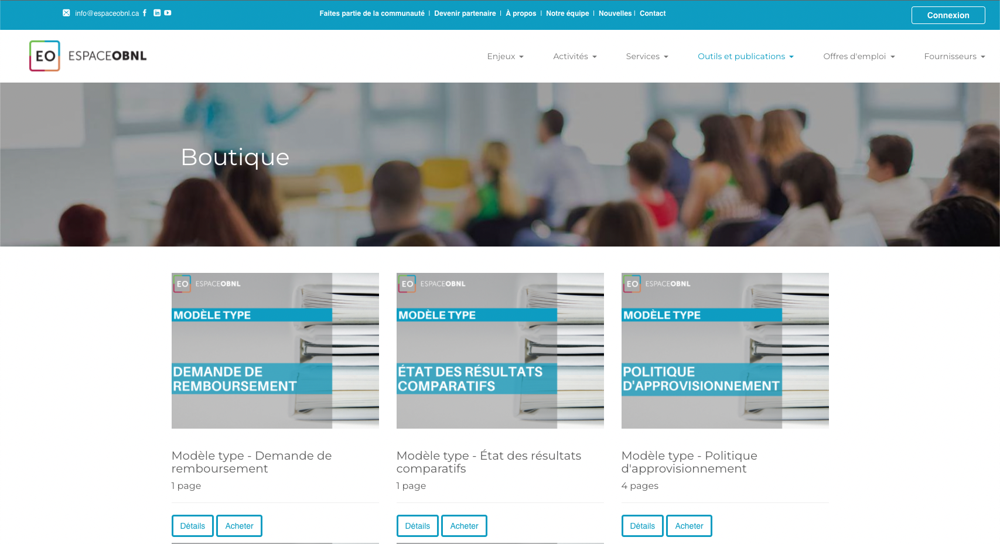 info@espaceobnl.ca
Faites partie de la communauté | Devenir partenaire | À propos | Notre équipe | Nouvelles | Contact
Connexion
EO ESPACEOBNL
Enjeux Activités Services Outils et publications Offres d'emploi Fournisseurs
Boutique
EO ESPACEOBNL
MODÈLE TYPE
DEMANDE DE
REMBOURSEMENT
EO ESPACEOBNL
MODÈLE TYPE
ÉTAT DES RÉSULTATS
COMPARATIFS
EO ESPACEOBNL
MODÈLE TYPE
POLITIQUE
D'APPROVISIONNEMENT
Modèle type - Demande de
remboursement
1 page
Détails Acheter
Modèle type - État des résultats
comparatifs
1 page
Détails Acheter
Modèle type - Politique
d'approvisionnement
4 pages
Détails Acheter